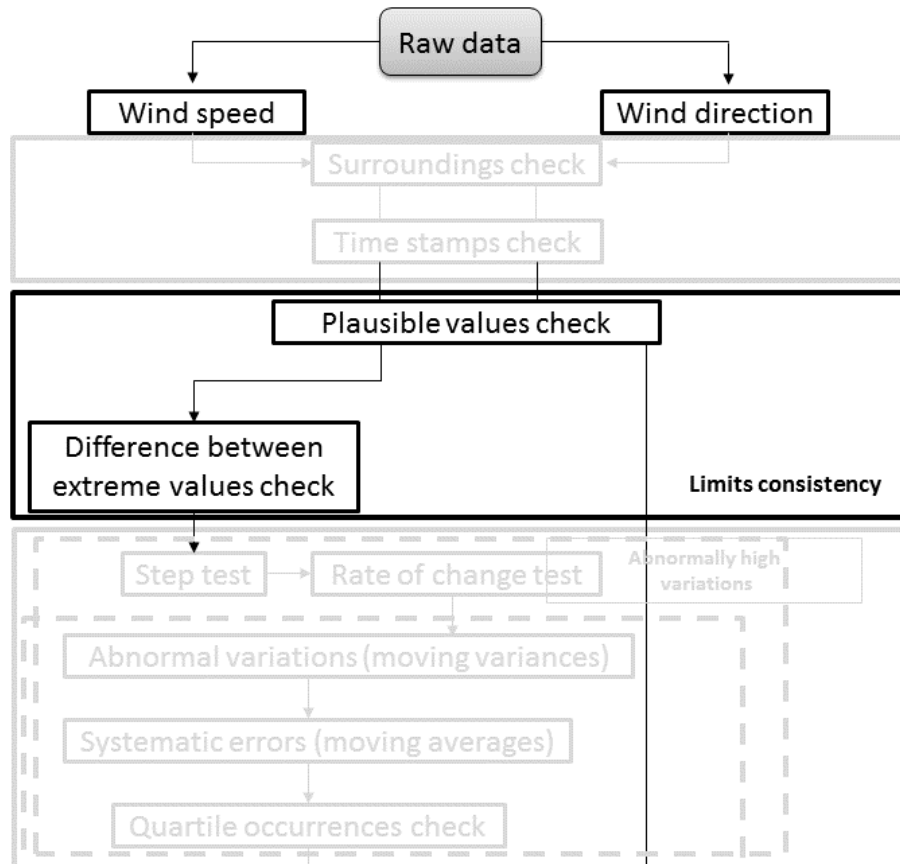 Raw data
Wind speed
Wind direction
Surroundings check
Time stamps check
Plausible values check
Difference between
extreme values check
Limits consistency
Step test
Rate of change test
Abnormally high
variations
Abnormal variations (moving variances)
Systematic errors (moving averages)
Quartile occurrences check